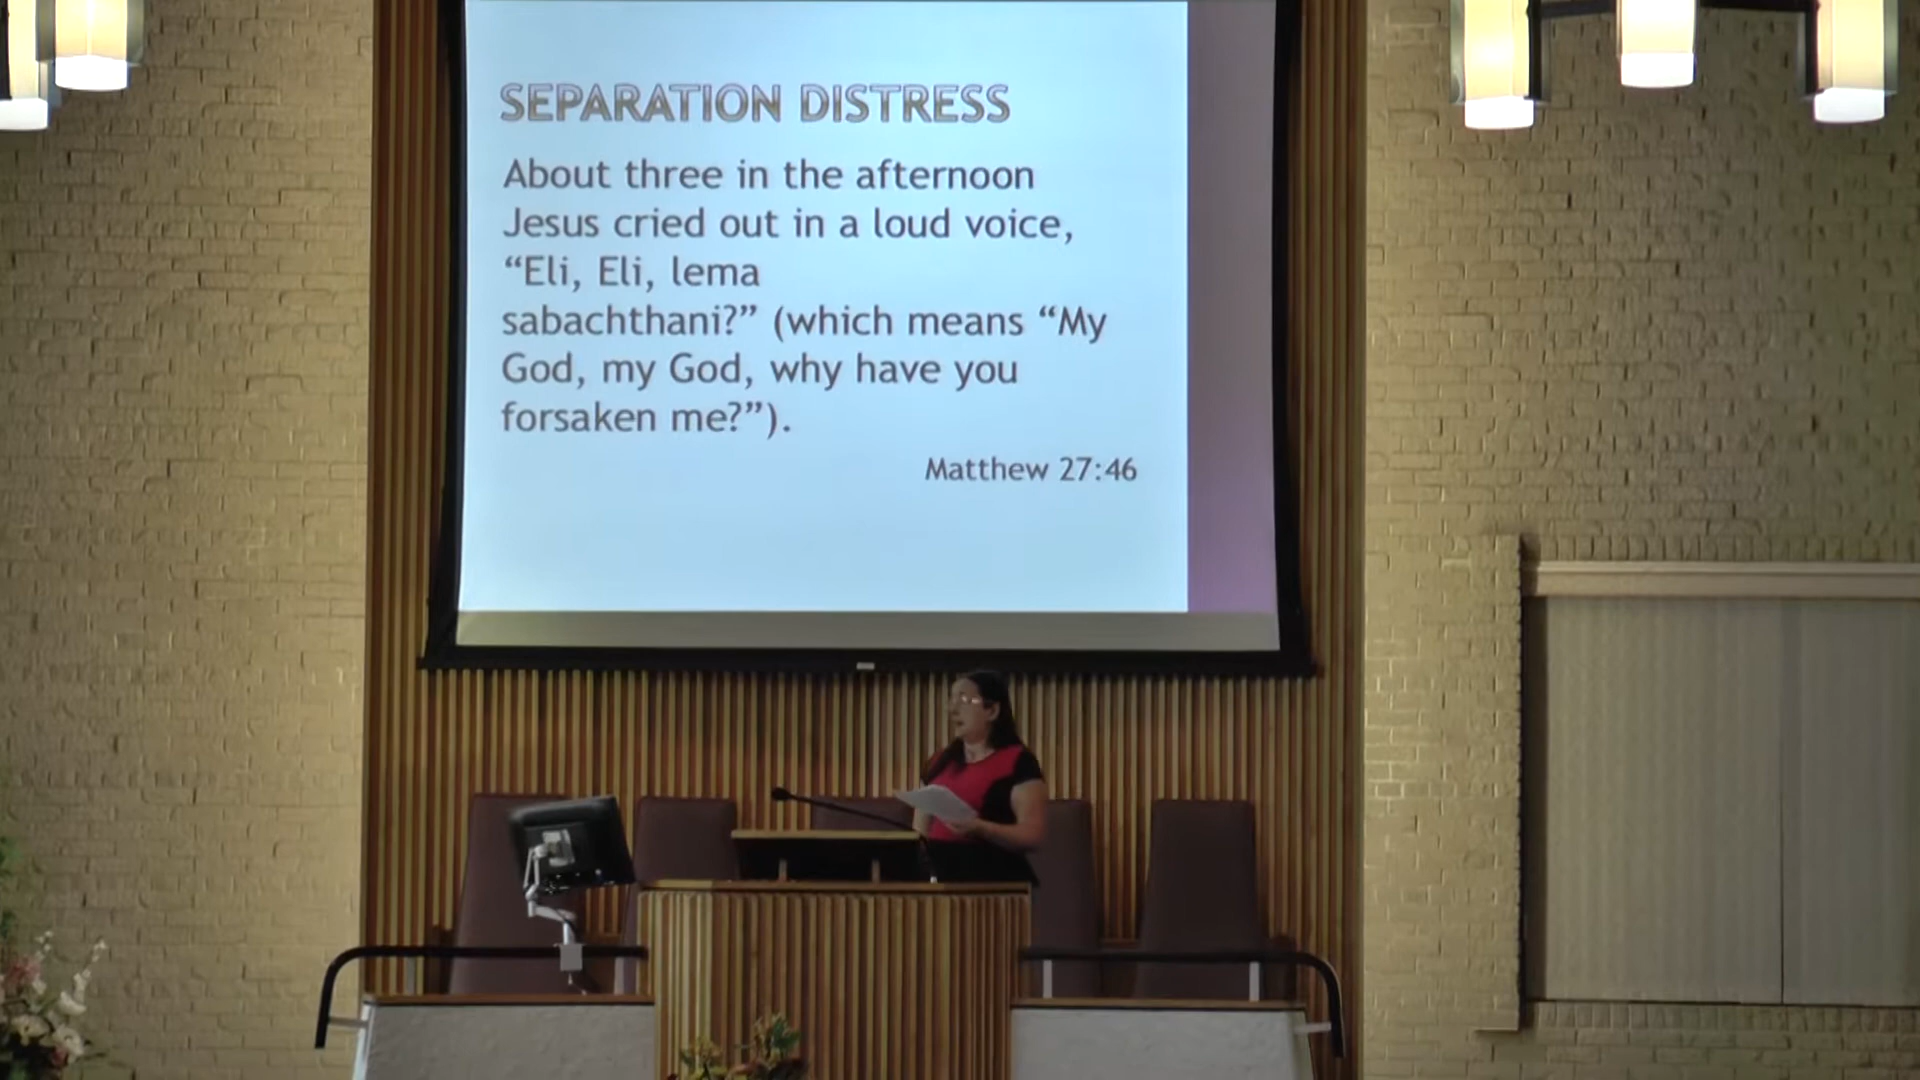 SEPARATION DISTRESS
About three in the afternoon
Jesus cried out in a loud voice,
“Eli, Eli, lema
sabachthani?” (which means “My
God, my God, why have you
forsaken me?”).
Matthew 27:46